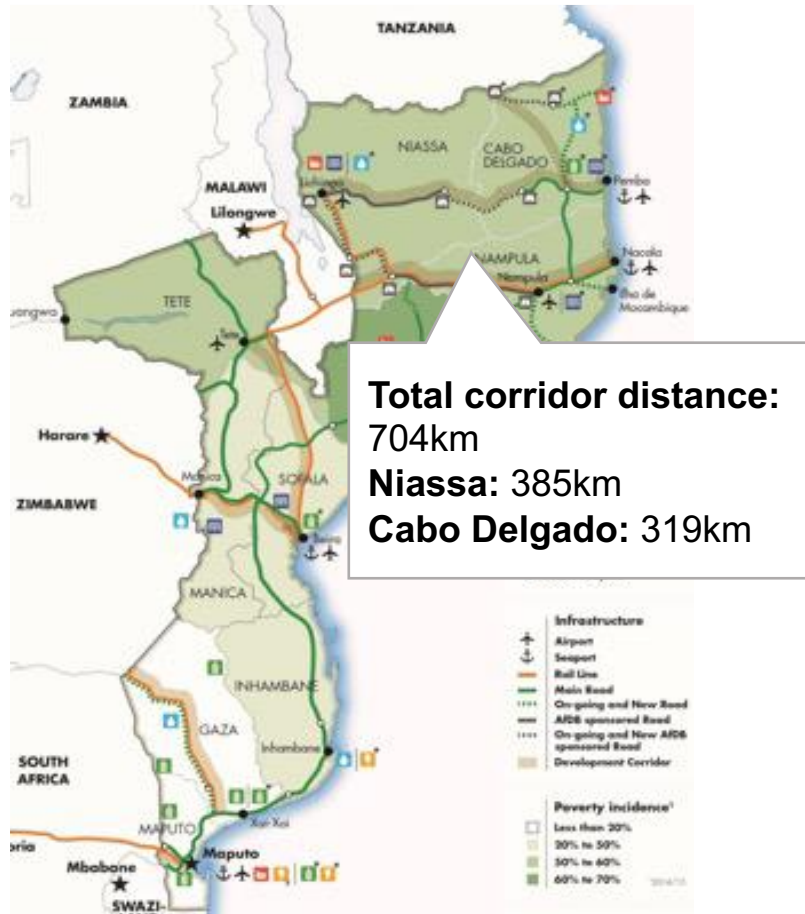 TANZANIA
ZAMBIA
NIASSA
CABO
DELGADO
MALAWI
Lilongwe
Pemba
NAMPULA
Nacala
Nampula
Ilha de
Mocambique
TETE
Tete
Total corridor distance:
704km
Niassa: 385km
Cabo Delgado: 319km
Harare
Manica
SOFALA
ZIMBABWE
Beira
MANICA
Infrastructure
Airport
Seaport
Rail Line
Main Road
On-going and New Road
AfDB sponsored Road
On-going and New AfDB
sponsored Road
Development Corridor
INHAMBANE
GAZA
Inhambane
SOUTH
AFRICA
Poverty incidence¹
Less than 20%
20% to 50%
50% to 60%
60% to 70%
MAPUTO
Xai Xai
Maputo
Mbabane
SWAZI-